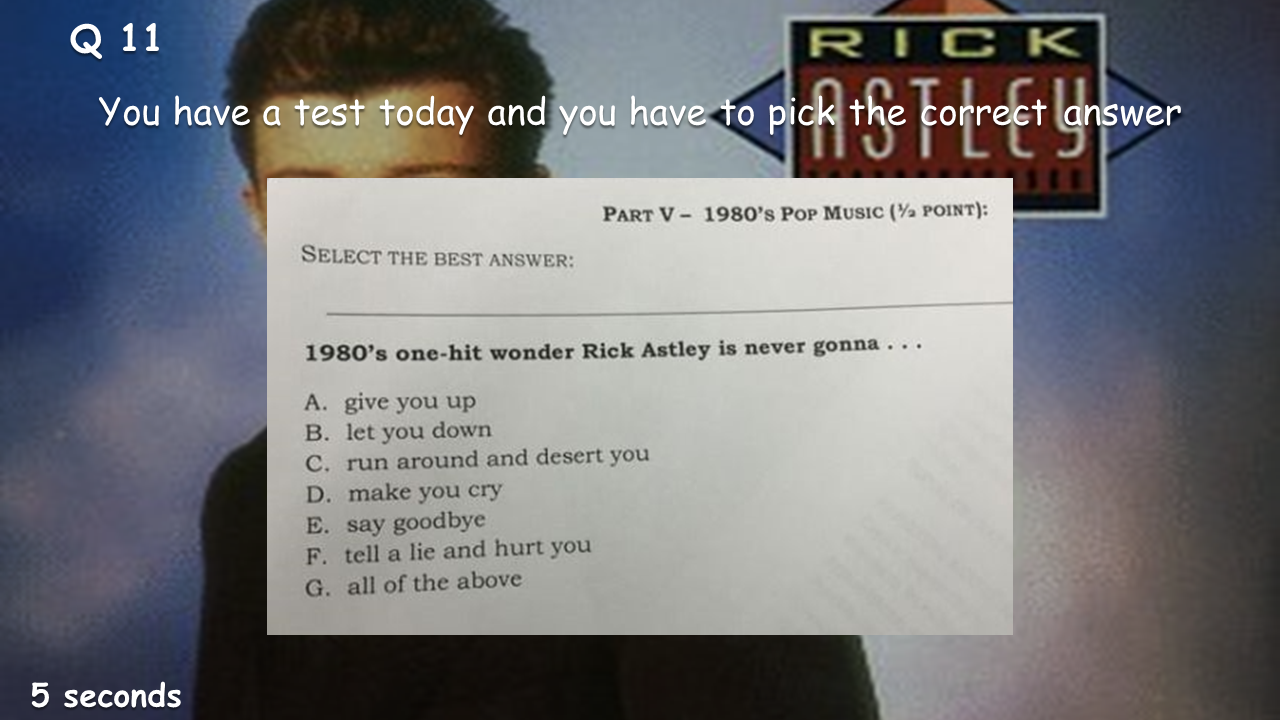 Q 11
RICK
ASTLEY
You have a test today and you have to pick the correct answer
PART V – 1980's POP MUSIC (½ POINT):
SELECT THE BEST ANSWER:
1980's one-hit wonder Rick Astley is never gonna . . .
A. give you up
B. let you down
C. run around and desert you
D. make you cry
E. say goodbye
F. tell a lie and hurt you
G. all of the above
5 seconds